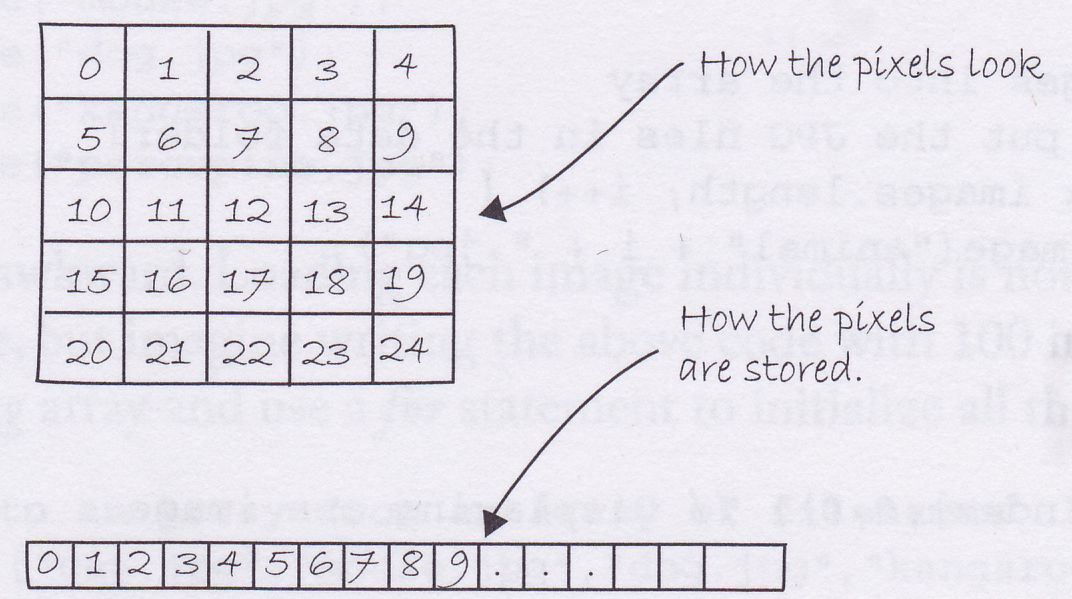 0 1 2 3 4
How the pixels look
5 6 7 8 9
10 11 12 13 14
15 16 17 18 19
20 21 22 23 24
How the pixels
are stored.
0 1 2 3 4 5 6 7 8 9 . . .